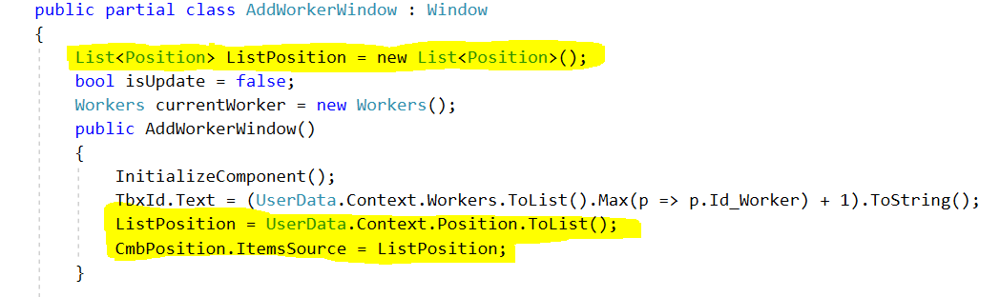 public partial class AddWorkerWindow : Window
{
List<Position> ListPosition = new List<Position>();
bool isUpdate = false;
Workers currentWorker = new Workers();
public AddWorkerWindow()
{
InitializeComponent();
TbxId.Text = (UserData.Context.Workers.ToList().Max(p => p.Id_Worker) + 1).ToString();
ListPosition = UserData.Context.Position.ToList();
CmbPosition.ItemsSource = ListPosition;
}